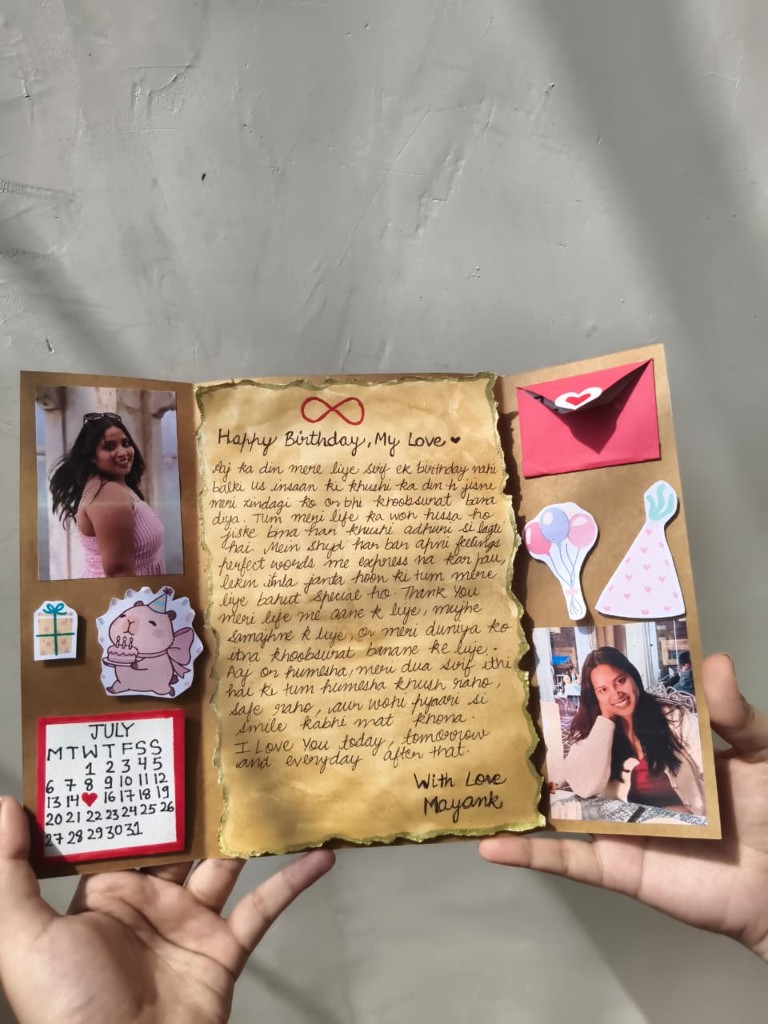 Happy Birthday, My Love ♥
Aaj ka din mere liye sirf ek birthday nahi
balki us insaan ki khushi ka din h jisne
meri zindagi ko or bhi khoobsurat bana
diya. Tum meri life ka woh hissa ho
jiske bina har khushi adhuri si lagti
hai. Mein shyd har bar apni feelings
perfect words me express na kar pau,
lekin itna janta hoon ki tum mere
liye bahut special ho. Thank You
meri life me aane k liye, mujhe
samajhne k liye, or meri duniya ko
itna khoobsurat banane ke liye.
Aaj or humesha, meri dua sirf itni
hai ki tum humesha khush raho,
safe raho, aur wohi pyaari si
smile kabhi mat khona.
I Love You today, tomorrow
and everyday after that.
With Love
Mayank
JULY
M T W T F S S
1 2 3 4 5
6 7 8 9 10 11 12
13 14 ♥ 16 17 18 19
20 21 22 23 24 25 26
27 28 29 30 31